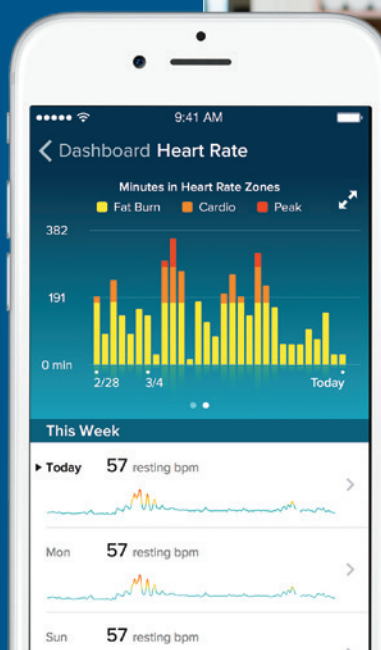 9:41 AM
Dashboard Heart Rate
Minutes in Heart Rate Zones
Fat Burn Cardio Peak
382
191
0 min
2/28 3/4 Today
This Week
Today 57 resting bpm
Mon 57 resting bpm
Sun 57 resting bpm